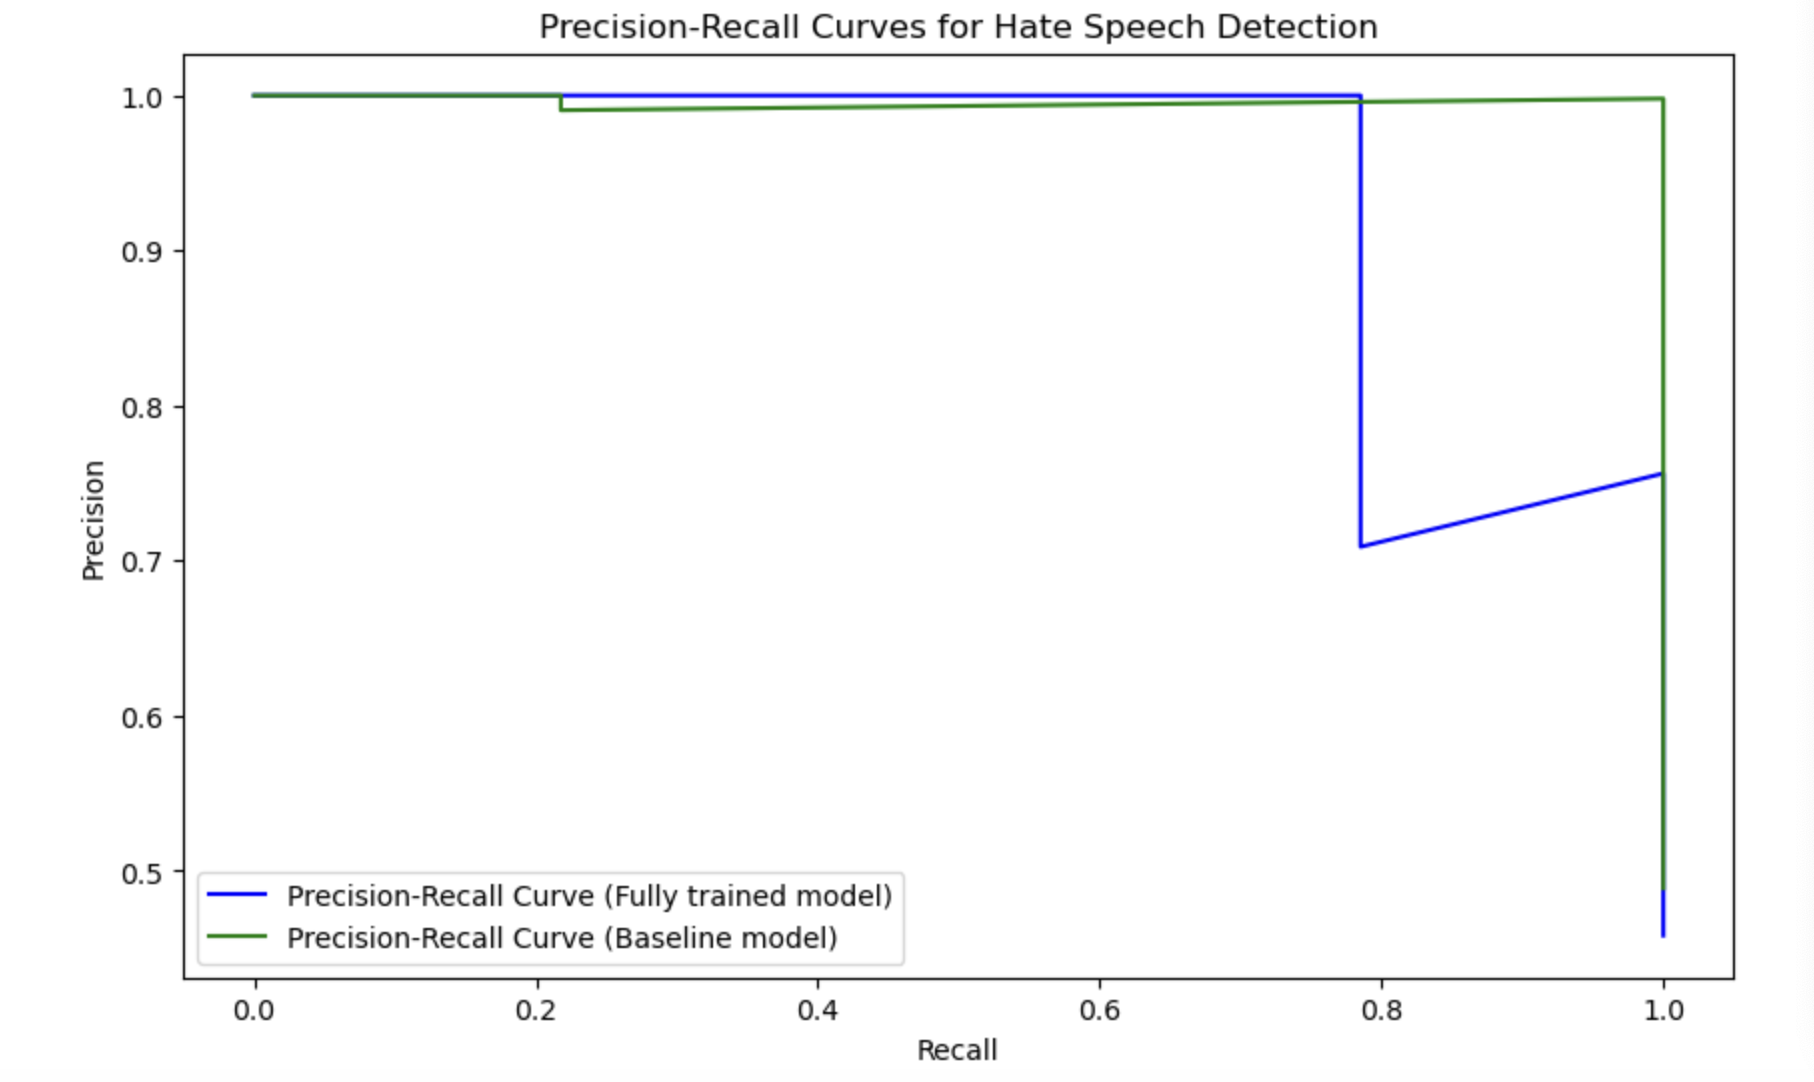 Precision-Recall Curves for Hate Speech Detection
1.0
0.9
0.8
0.7
0.6
0.5
Precision
Precision-Recall Curve (Fully trained model)
Precision-Recall Curve (Baseline model)
0.0 0.2 0.4 0.6 0.8 1.0
Recall